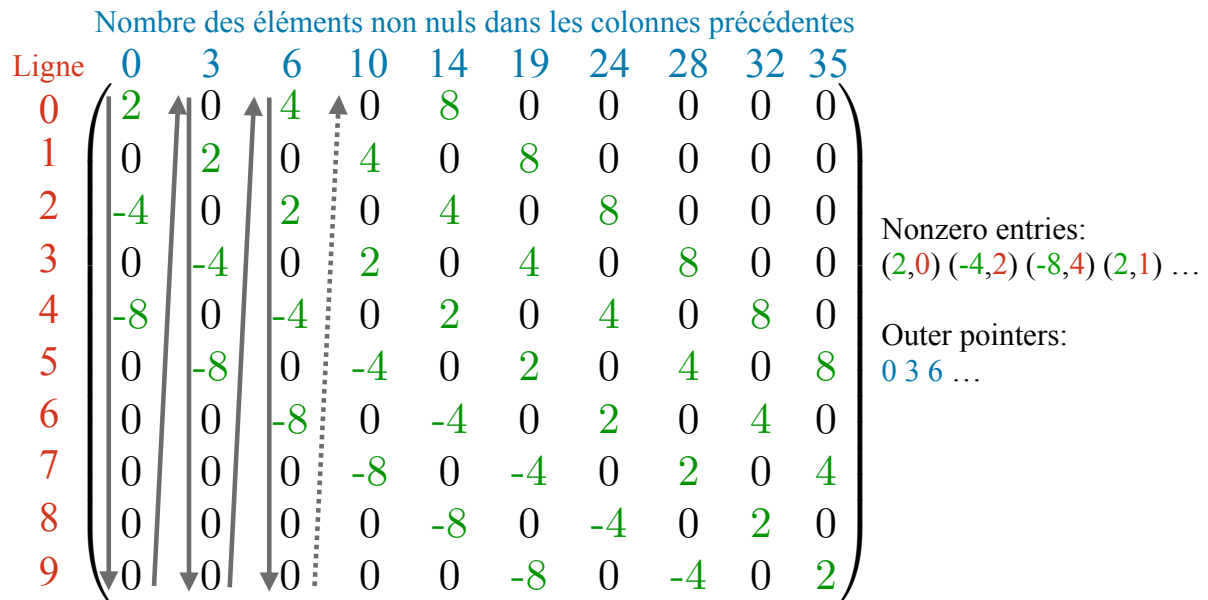 Nombre des éléments non nuls dans les colonnes précédentes
Ligne 0 3 6 10 14 19 24 28 32 35
0 2 0 4 0 8 0 0 0 0 0
1 0 2 0 4 0 8 0 0 0 0
2 -4 0 2 0 4 0 8 0 0 0
3 0 -4 0 2 0 4 0 8 0 0
4 -8 0 -4 0 2 0 4 0 8 0
5 0 -8 0 -4 0 2 0 4 0 8
6 0 0 -8 0 -4 0 2 0 4 0
7 0 0 0 -8 0 -4 0 2 0 4
8 0 0 0 0 -8 0 -4 0 2 0
9 0 0 0 0 0 -8 0 -4 0 2
Nonzero entries:
(2,0) (-4,2) (-8,4) (2,1) …
Outer pointers:
0 3 6 …